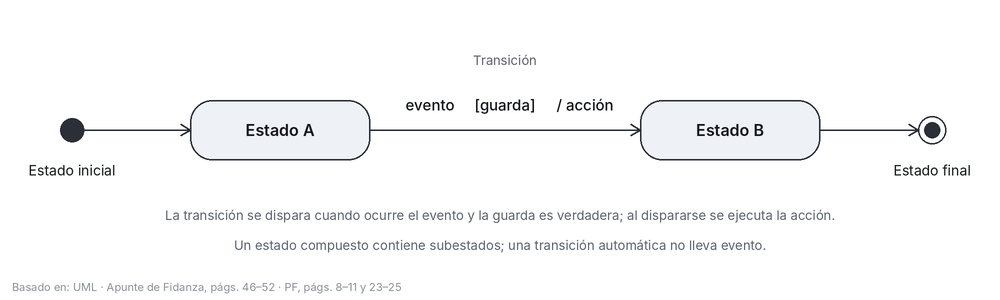 Transición
evento [guarda] / acción
Estado A
Estado B
Estado inicial
Estado final
La transición se dispara cuando ocurre el evento y la guarda es verdadera; al dispararse se ejecuta la acción.
Un estado compuesto contiene subestados; una transición automática no lleva evento.
Basado en: UML · Apunte de Fidanza, págs. 46–52 · PF, págs. 8–11 y 23–25